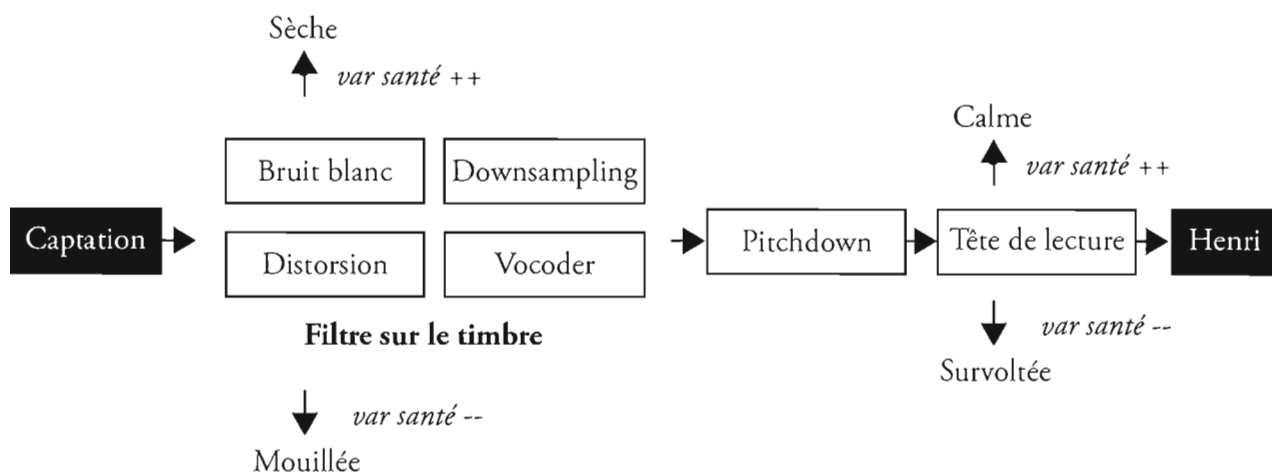 Sèche
var santé ++
Calme
var santé ++
Bruit blanc
Downsampling
Captation
Pitchdown
Tête de lecture
Henri
Distorsion
Vocoder
Filtre sur le timbre
var santé --
Survoltée
var santé --
Mouillée